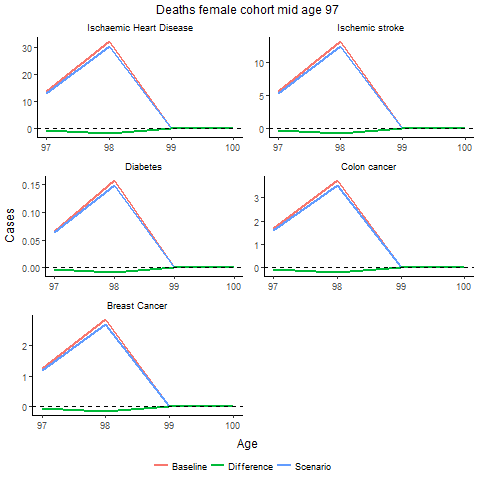 Deaths female cohort mid age 97
Ischaemic Heart Disease
30
20
10
0
97 98 99 100
Ischemic stroke
10
5
0
97 98 99 100
Diabetes
0.15
0.10
0.05
0.00
97 98 99 100
Colon cancer
3
2
1
0
97 98 99 100
Breast Cancer
2
1
0
97 98 99 100
Cases
Age
Baseline Difference Scenario